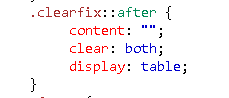 .clearfix::after {
content: "";
clear: both;
display: table;
}